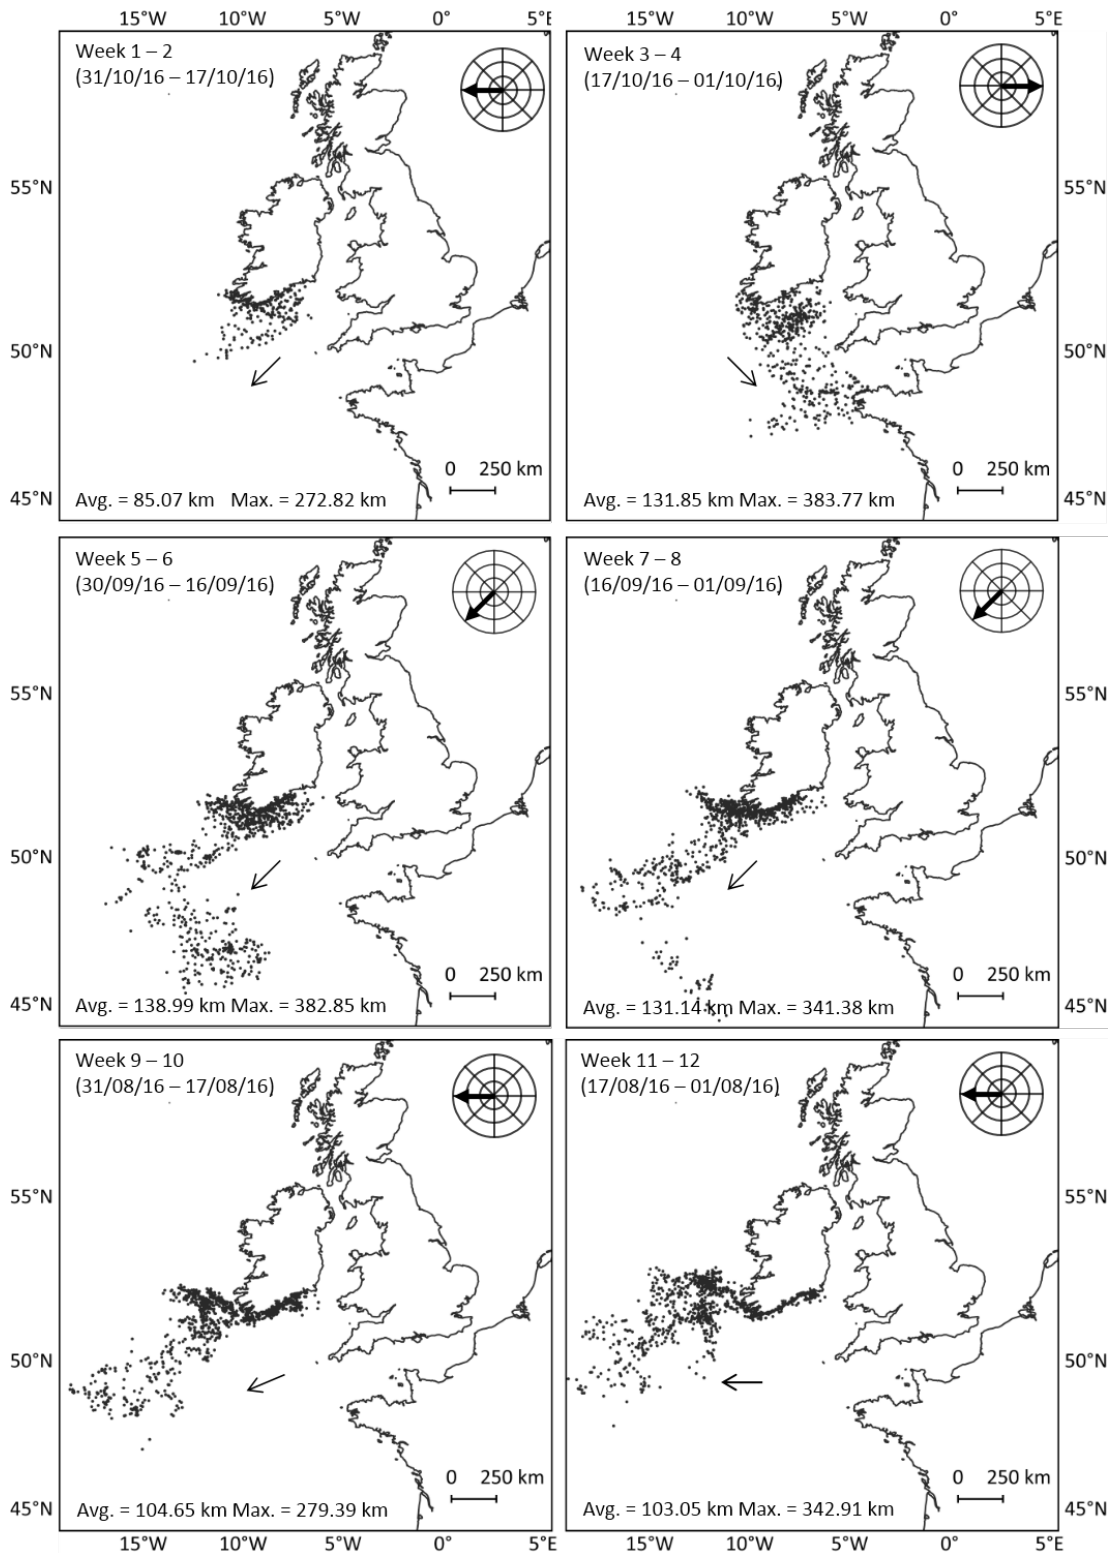 15°W 10°W 5°W 0° 5°E 15°W 10°W 5°W 0° 5°E
Week 1 – 2
(31/10/16 – 17/10/16)
Week 3 – 4
(17/10/16 – 01/10/16)
55°N 55°N
50°N 50°N
0 250 km
0 250 km
45°N 45°N
Avg. = 85.07 km Max. = 272.82 km
Avg. = 131.85 km Max. = 383.77 km
Week 5 – 6
(30/09/16 – 16/09/16)
Week 7 – 8
(16/09/16 – 01/09/16)
55°N 55°N
50°N 50°N
0 250 km
0 250 km
45°N 45°N
Avg. = 138.99 km Max. = 382.85 km
Avg. = 131.14 km Max. = 341.38 km
Week 9 – 10
(31/08/16 – 17/08/16)
Week 11 – 12
(17/08/16 – 01/08/16)
55°N 55°N
50°N 50°N
0 250 km
0 250 km
45°N 45°N
Avg. = 104.65 km Max. = 279.39 km
Avg. = 103.05 km Max. = 342.91 km
15°W 10°W 5°W 0° 5°E 15°W 10°W 5°W 0° 5°E